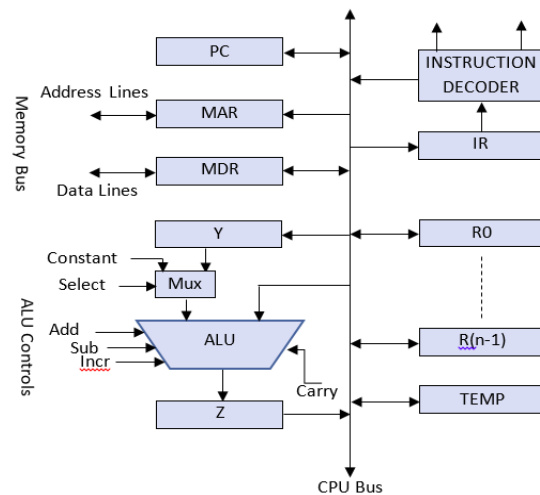 PC
INSTRUCTION
DECODER
Address Lines
MAR
IR
Memory Bus
MDR
Data Lines
Y
R0
Constant
Mux
Select
ALU Controls
Add
ALU
Sub
Incr
R(n-1)
Carry
Z
TEMP
CPU Bus